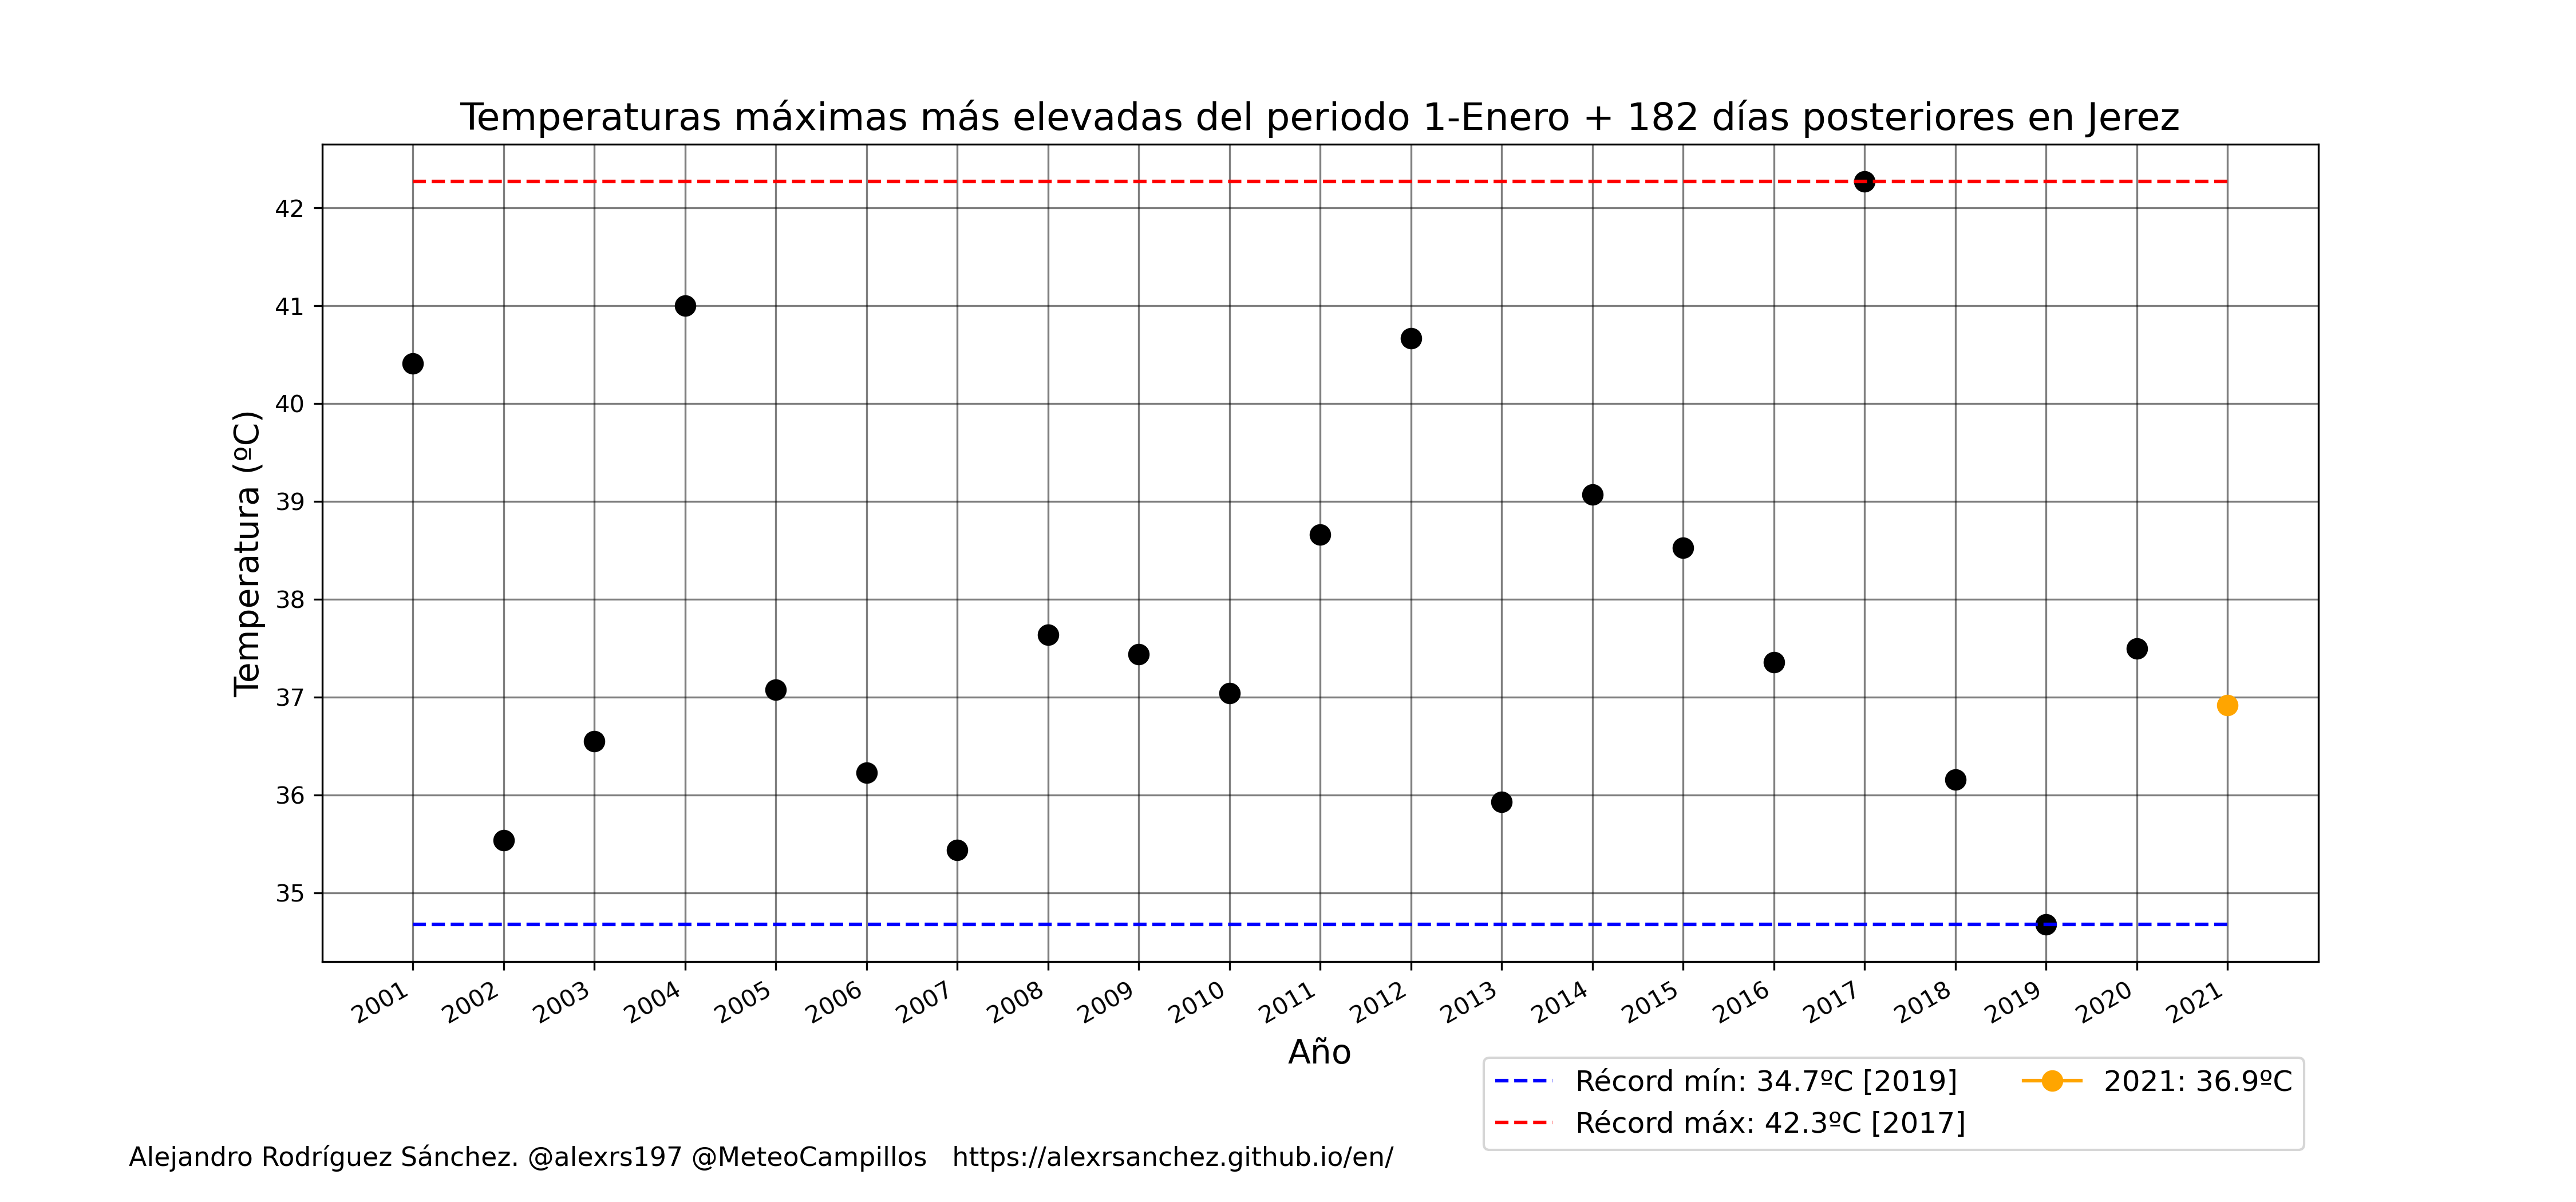 Temperaturas máximas más elevadas del periodo 1-Enero + 182 días posteriores en Jerez
Temperatura (ºC)
42
41
40
39
38
37
36
35
2001 2002 2003 2004 2005 2006 2007 2008 2009 2010 2011 2012 2013 2014 2015 2016 2017 2018 2019 2020 2021
Año
Récord mín: 34.7ºC [2019]
Récord máx: 42.3ºC [2017]
2021: 36.9ºC
Alejandro Rodríguez Sánchez. @alexrs197 @MeteoCampillos https://alexrsanchez.github.io/en/